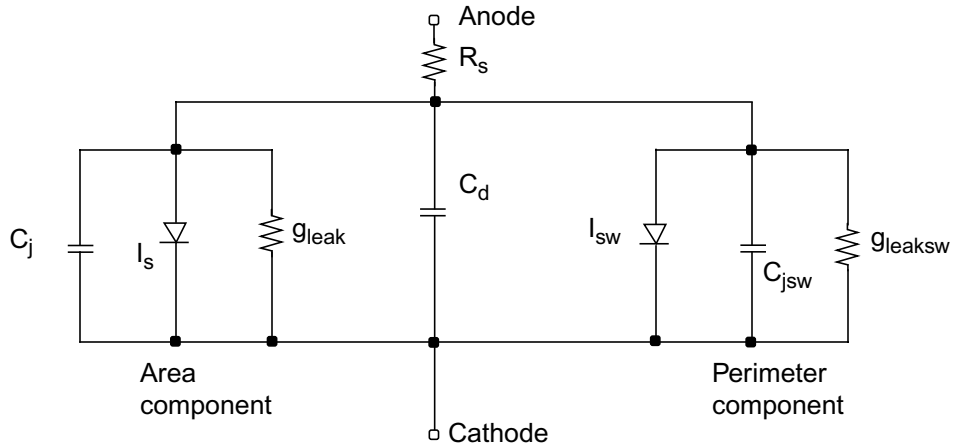 Anode
Rs
Cd
Cj
Is
gleak
Isw
Cjsw
gleaksw
Area
component
Perimeter
component
Cathode